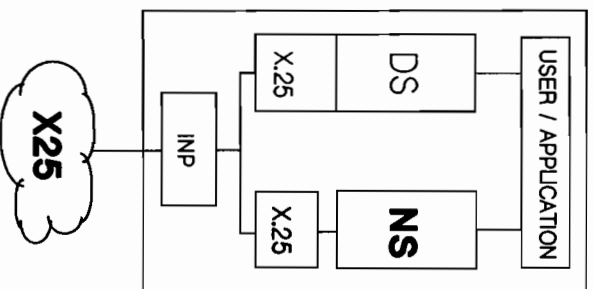 USER / APPLICATION
DS
NS
X.25
X.25
INP
X25